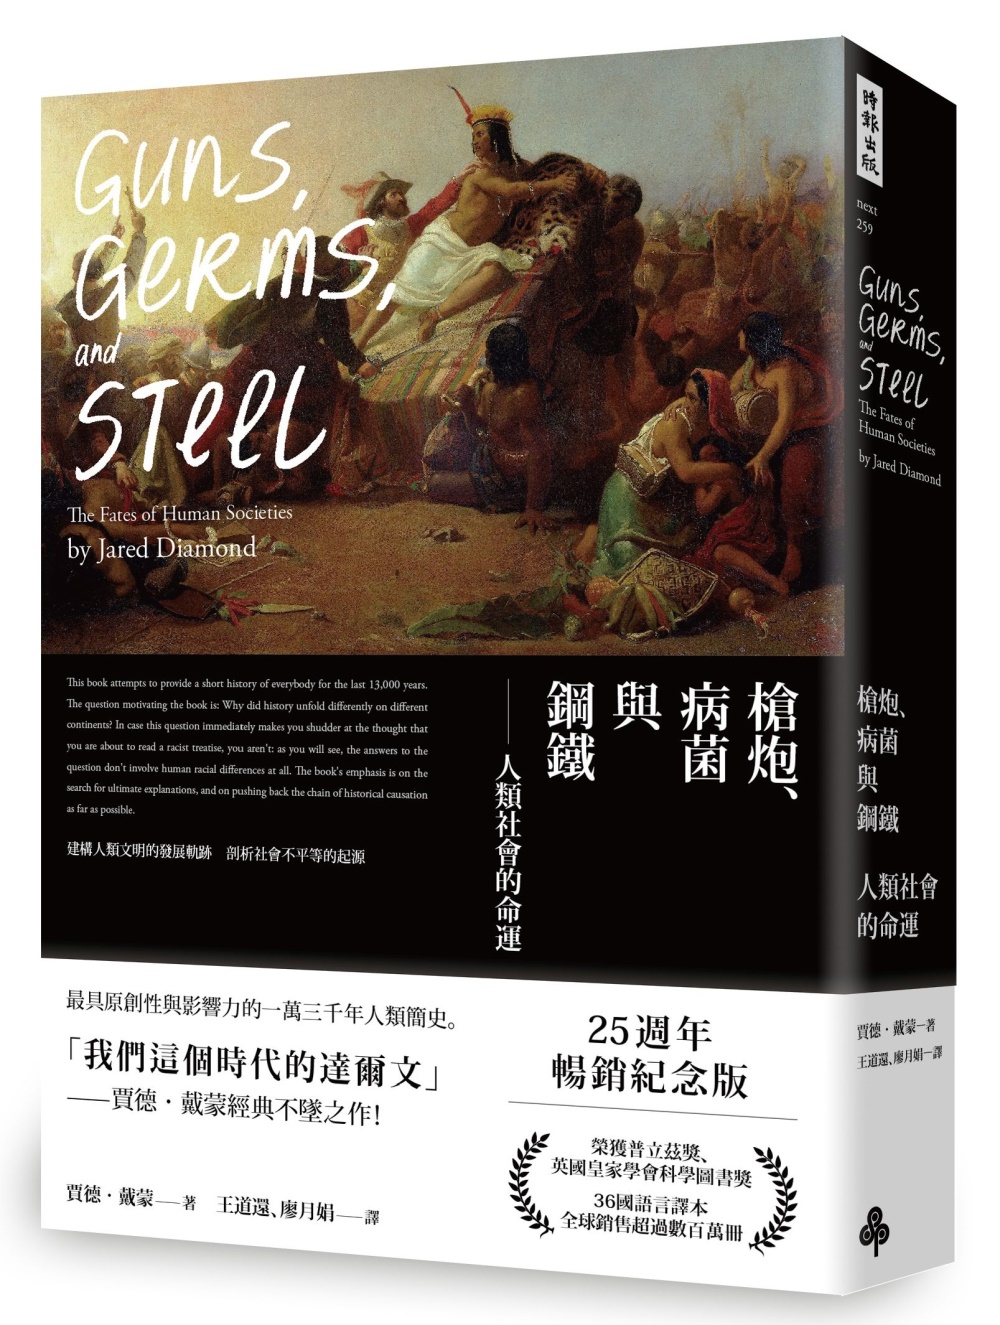 Guns,
Germs,
and
Steel
The Fates of Human Societies
by Jared Diamond
This book attempts to provide a short history of everybody for the last 13,000 years.
The question motivating the book is: Why did history unfold differently on different
continents? In case this question immediately makes you shudder at the thought that
you are about to read a racist treatise, you aren't: as you will see, the answers to the
question don't involve human racial differences at all. The book's emphasis is on the
search for ultimate explanations, and on pushing back the chain of historical causation
as far as possible.
建構人類文明的發展軌跡 剖析社會不平等的起源
槍炮、
病菌
與
鋼鐵
——人類社會的命運
最具原創性與影響力的一萬三千年人類簡史。
「我們這個時代的達爾文」
——賈德・戴蒙經典不墜之作!
賈德・戴蒙——著 王道還、廖月娟——譯
25週年
暢銷紀念版
榮獲普立茲獎、
英國皇家學會科學圖書獎
36國語言譯本
全球銷售超過數百萬冊
時報出版
next
259
Guns,
Germs,
and
Steel
The Fates of
Human Societies
by Jared Diamond
槍炮、
病菌
與
鋼鐵
人類社會
的命運
賈德・戴蒙—著
王道還、廖月娟—譯